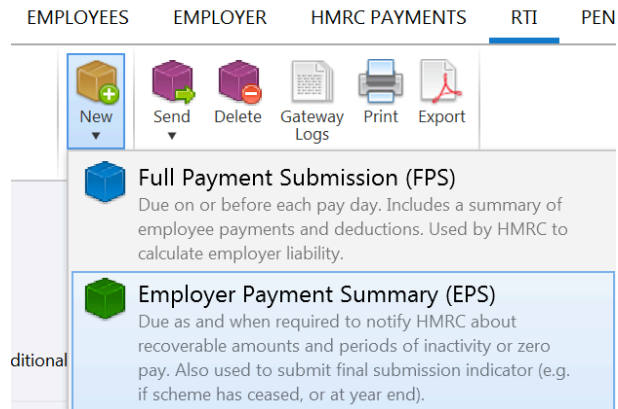 EMPLOYEES EMPLOYER HMRC PAYMENTS RTI PEN
New Send Delete Gateway Logs Print Export
Full Payment Submission (FPS)
Due on or before each pay day. Includes a summary of
employee payments and deductions. Used by HMRC to
calculate employer liability.
Employer Payment Summary (EPS)
Due as and when required to notify HMRC about
recoverable amounts and periods of inactivity or zero
ditional
pay. Also used to submit final submission indicator (e.g.
if scheme has ceased, or at year end).